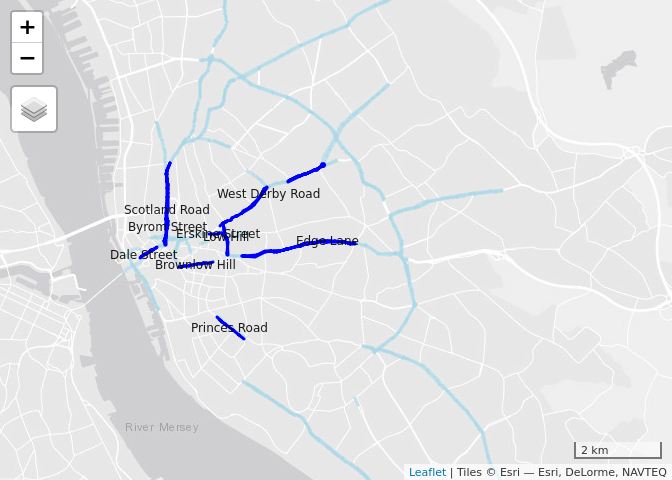 +
−
West Derby Road
Scotland Road
Byrom Street
Erskine Street
Low Hill
Edge Lane
Dale Street
Brownlow Hill
Princes Road
River Mersey
2 km
Leaflet | Tiles © Esri — Esri, DeLorme, NAVTEQ